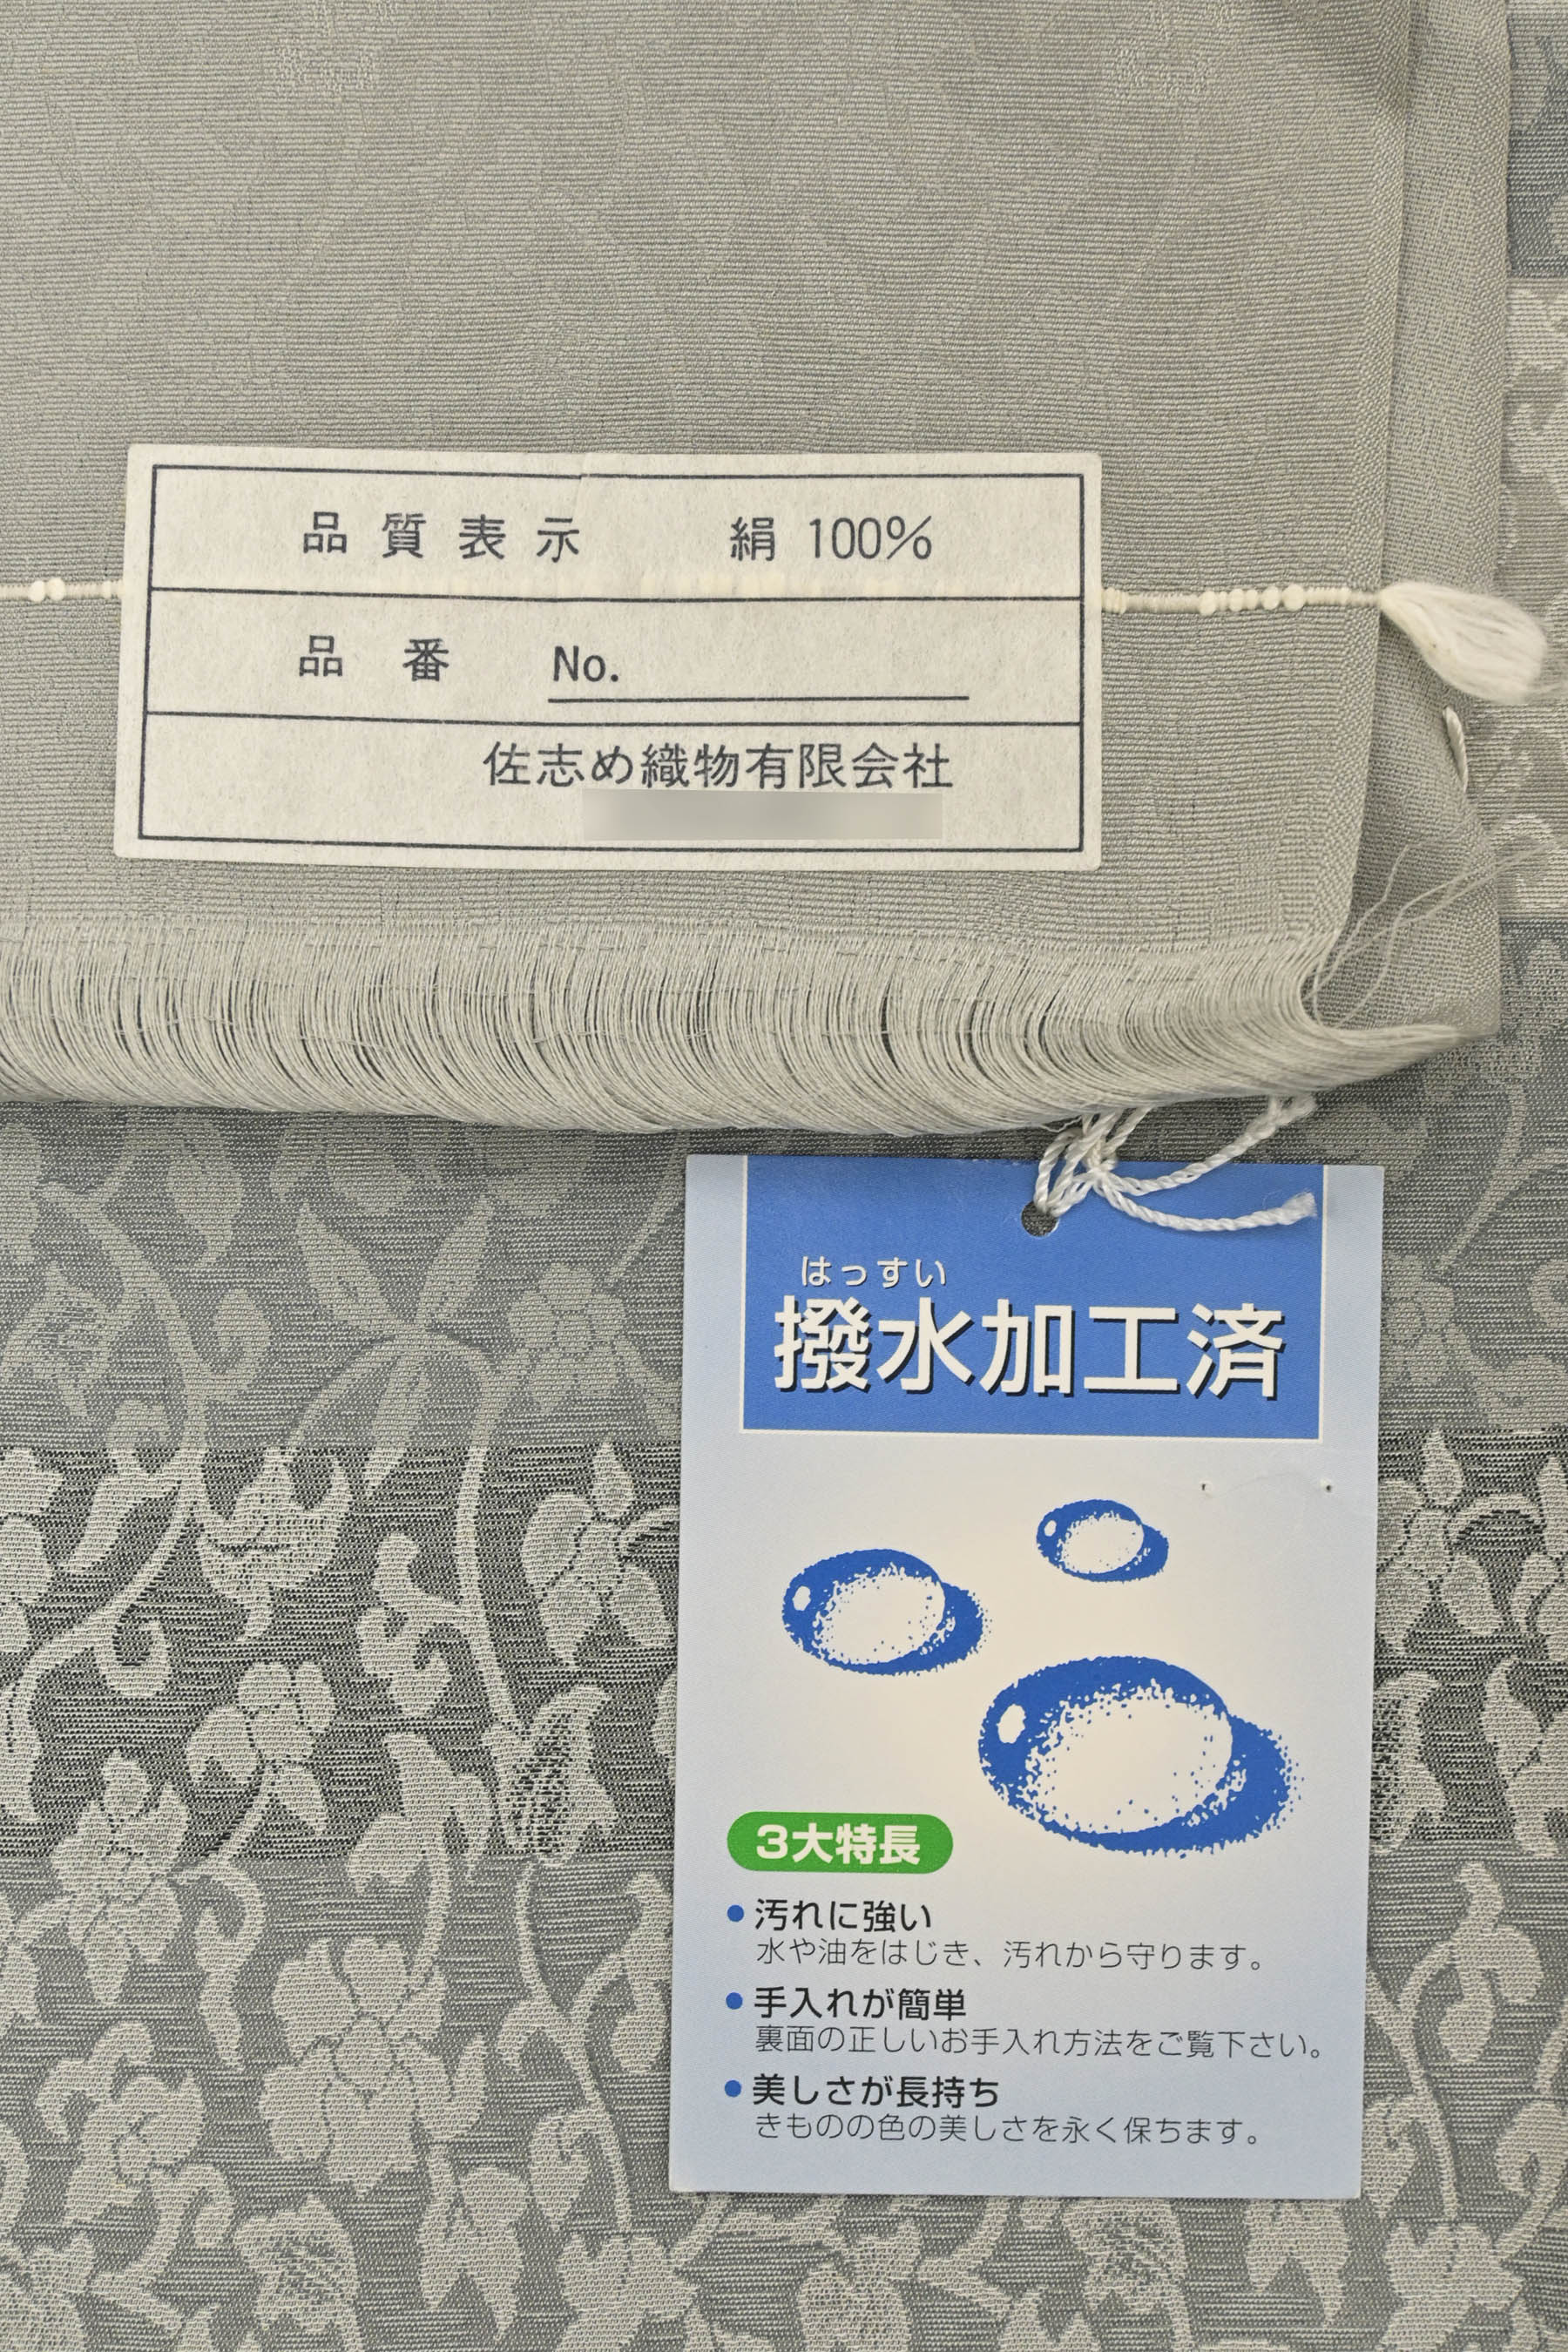 品質表示 絹 100%
品番 No.
佐志め織物有限会社
はっすい
撥水加工済
3大特長
● 汚れに強い
水や油をはじき、汚れから守ります。
● 手入れが簡単
裏面の正しいお手入れ方法をご覧下さい。
● 美しさが長持ち
きものの色の美しさを永く保ちます。